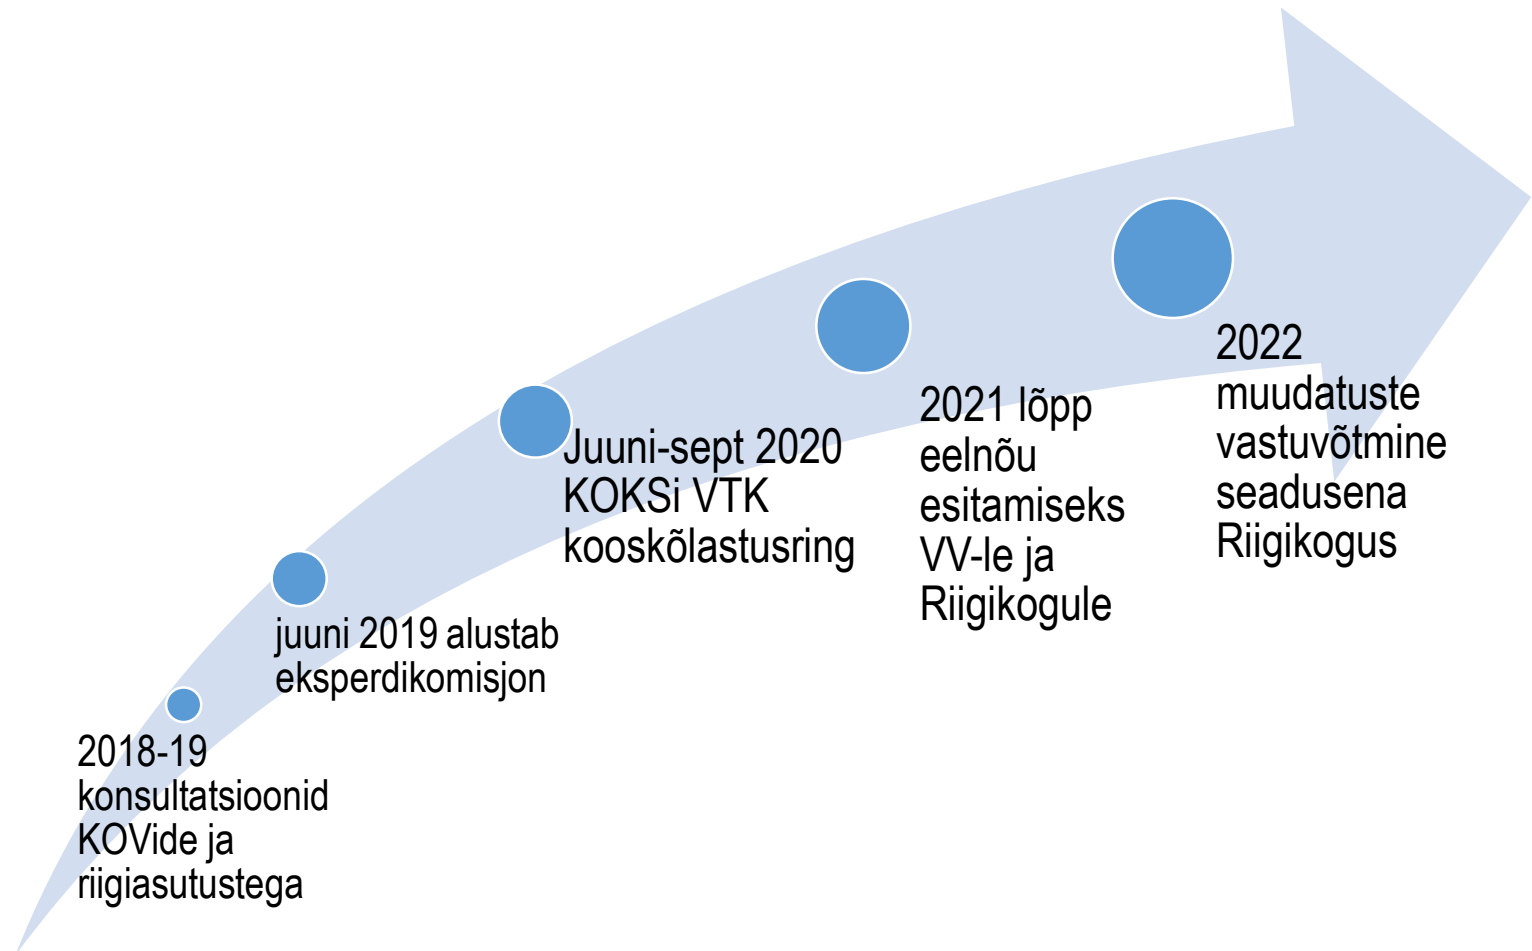 2018-19
konsultatsioonid
KOVide ja
riigiasutustega
juuni 2019 alustab
eksperdikomisjon
Juuni-sept 2020
KOKSi VTK
kooskõlastusring
2021 lõpp
eelnõu
esitamiseks
VV-le ja
Riigikogule
2022
muudatuste
vastuvõtmine
seadusena
Riigikogus